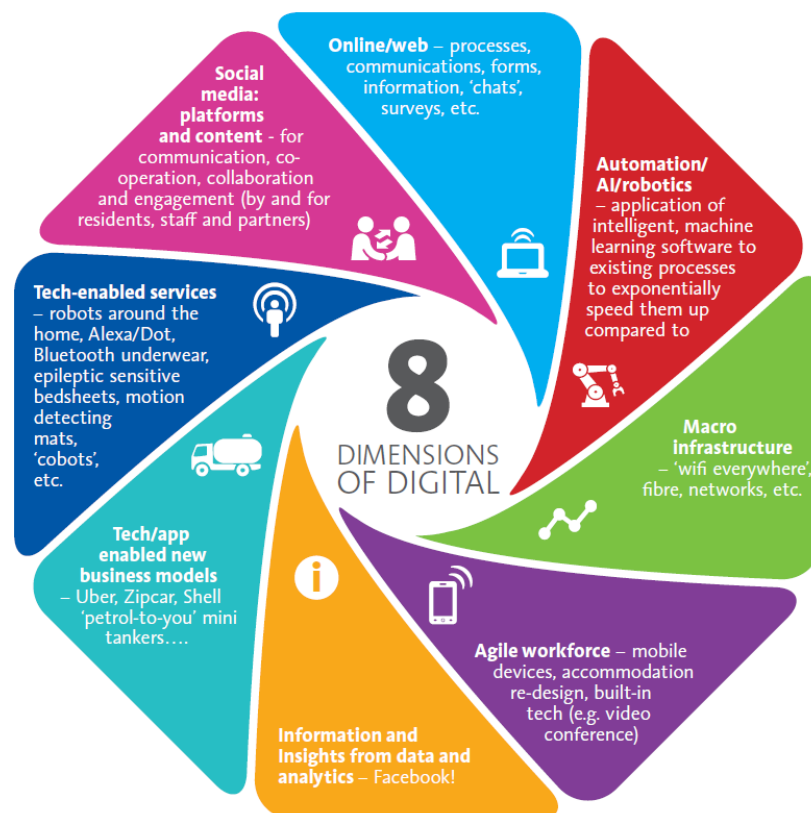 8
DIMENSIONS
OF DIGITAL
Online/web – processes,
communications, forms,
information, ‘chats’,
surveys, etc.
Automation/
AI/robotics
– application of
intelligent, machine
learning software to
existing processes
to exponentially
speed them up
compared to
Macro
infrastructure
– ‘wifi everywhere’,
fibre, networks, etc.
Agile workforce – mobile
devices, accommodation
re-design, built-in
tech (e.g. video
conference)
Information and
Insights from data and
analytics – Facebook!
Tech/app
enabled new
business models
– Uber, Zipcar, Shell
‘petrol-to-you’ mini
tankers….
Tech-enabled services
– robots around the
home, Alexa/Dot,
Bluetooth underwear,
epileptic sensitive
bedsheets, motion
detecting
mats,
‘cobots’,
etc.
Social
media:
platforms
and content - for
communication, co-
operation, collaboration
and engagement (by and for
residents, staff and partners)